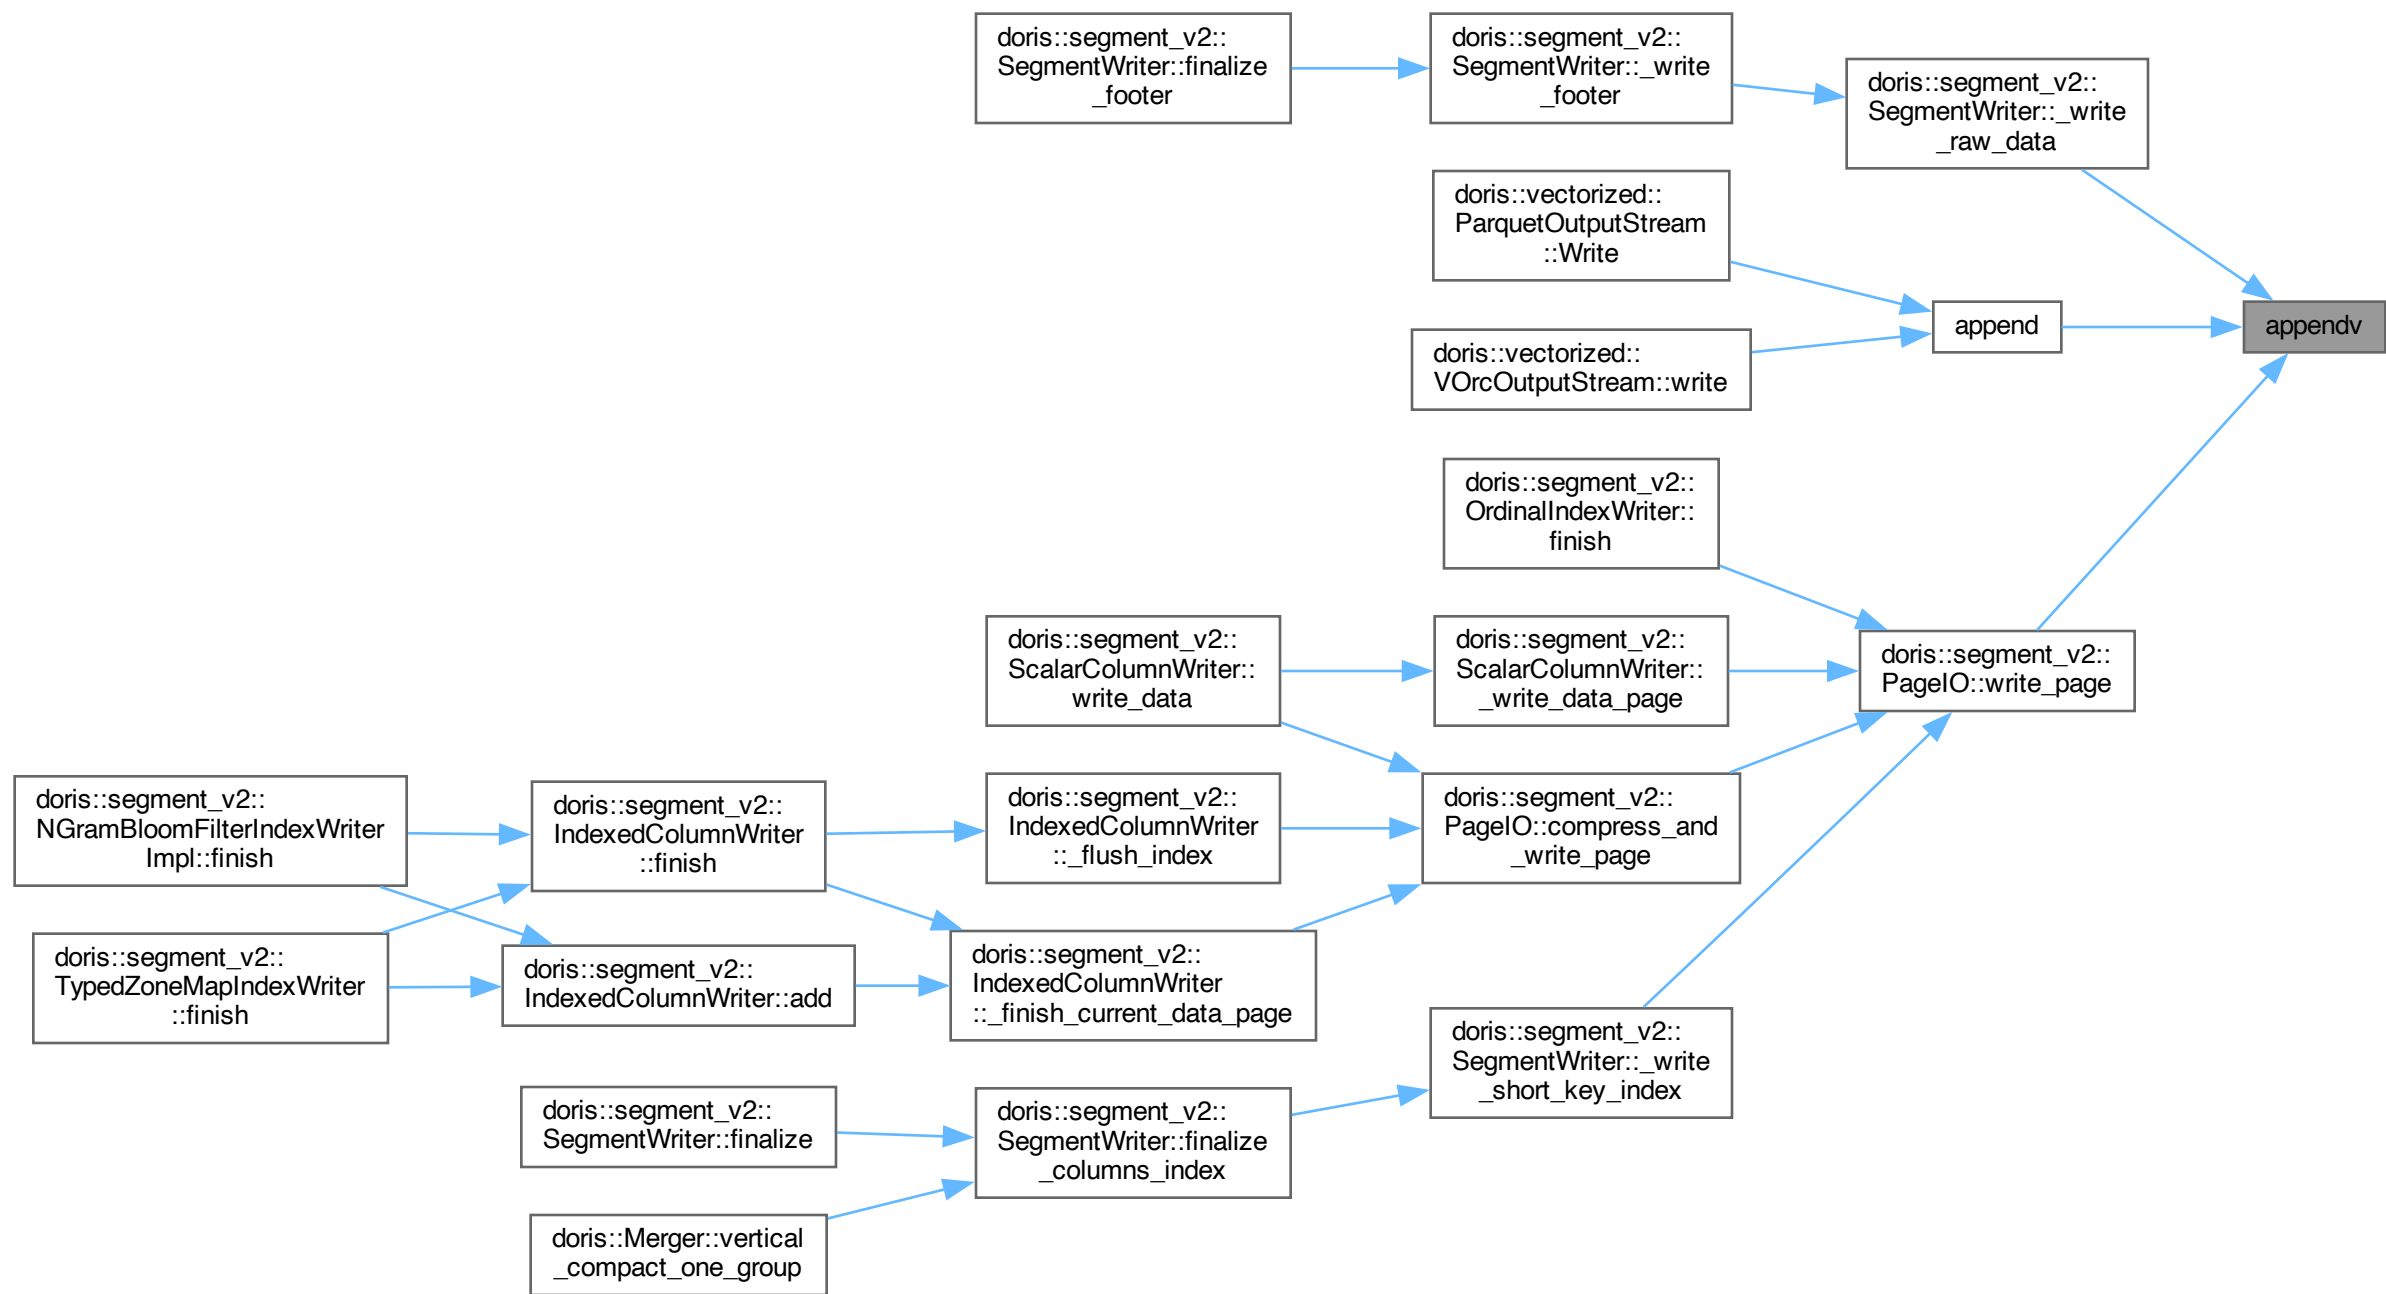 doris::segment_v2::
SegmentWriter::finalize
_footer
doris::segment_v2::
SegmentWriter::_write
_footer
doris::segment_v2::
SegmentWriter::_write
_raw_data
doris::vectorized::
ParquetOutputStream
::Write
append
appendv
doris::vectorized::
VOrcOutputStream::write
doris::segment_v2::
OrdinalIndexWriter::
finish
doris::segment_v2::
ScalarColumnWriter::
write_data
doris::segment_v2::
ScalarColumnWriter::
_write_data_page
doris::segment_v2::
PageIO::write_page
doris::segment_v2::
NGramBloomFilterIndexWriter
Impl::finish
doris::segment_v2::
IndexedColumnWriter
::finish
doris::segment_v2::
IndexedColumnWriter
::_flush_index
doris::segment_v2::
PageIO::compress_and
_write_page
doris::segment_v2::
TypedZoneMapIndexWriter
::finish
doris::segment_v2::
IndexedColumnWriter::add
doris::segment_v2::
IndexedColumnWriter
::_finish_current_data_page
doris::segment_v2::
SegmentWriter::_write
_short_key_index
doris::segment_v2::
SegmentWriter::finalize
doris::segment_v2::
SegmentWriter::finalize
_columns_index
doris::Merger::vertical
_compact_one_group